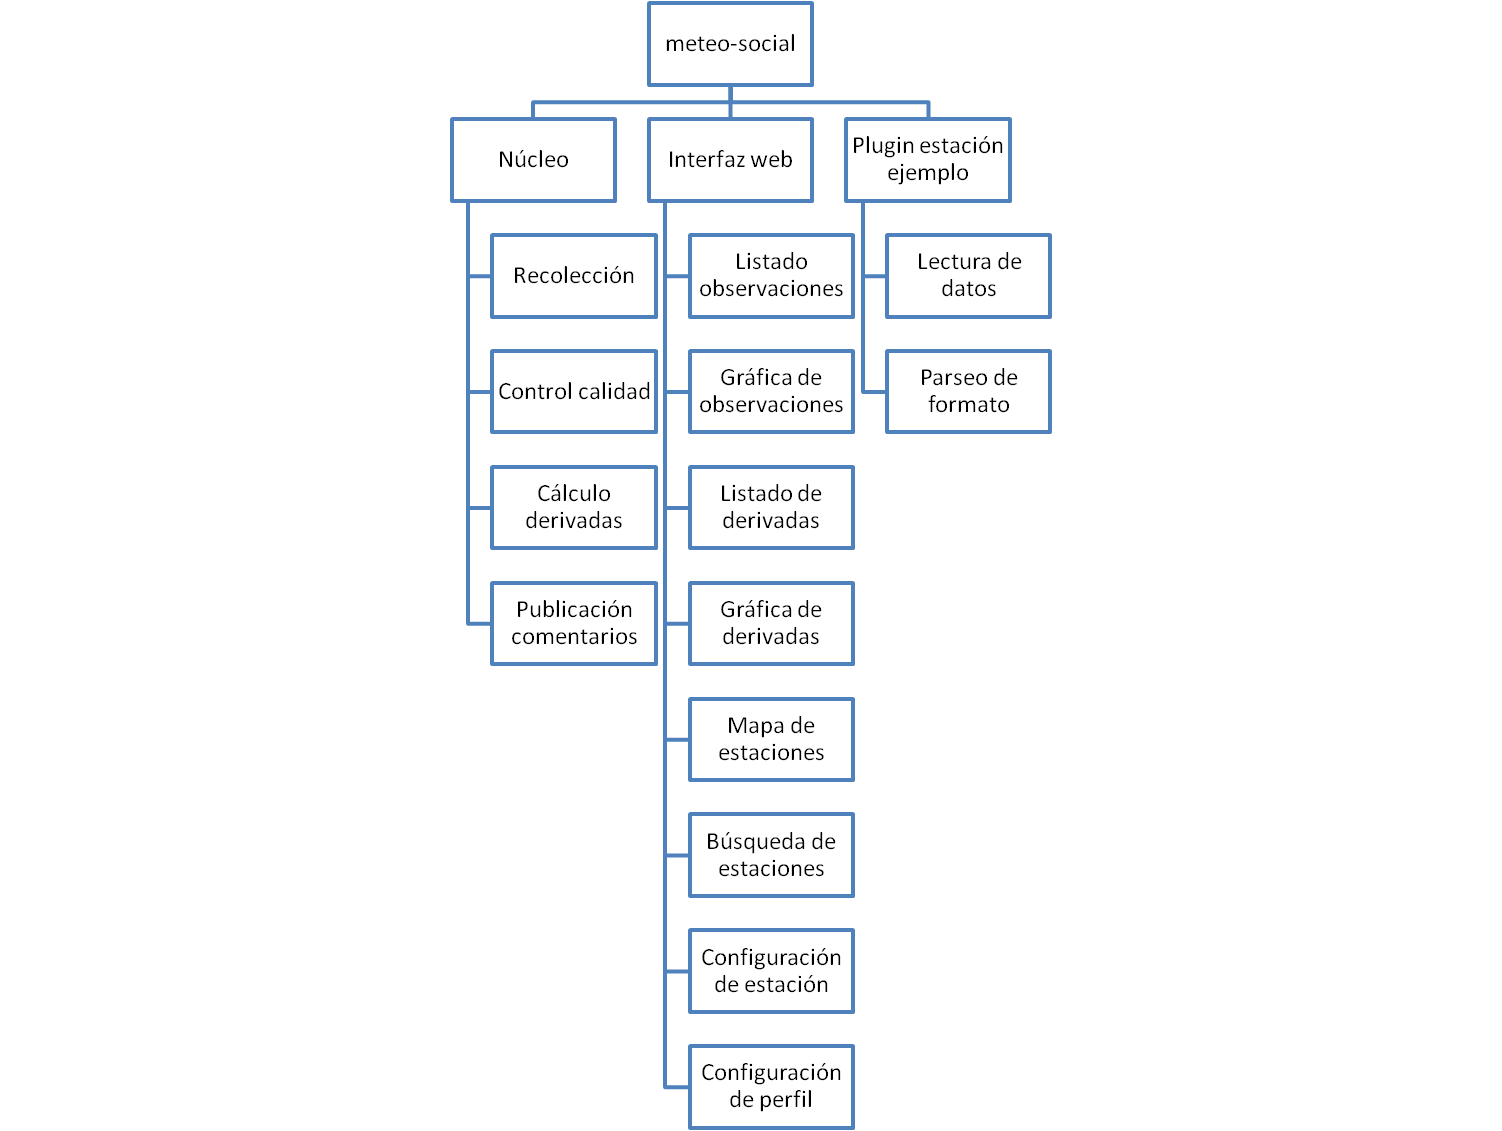 meteo-social
Núcleo
Interfaz web
Plugin estación
ejemplo
Recolección
Control calidad
Cálculo
derivadas
Publicación
comentarios
Listado
observaciones
Gráfica de
observaciones
Listado de
derivadas
Gráfica de
derivadas
Mapa de
estaciones
Búsqueda de
estaciones
Configuración
de estación
Configuración
de perfil
Lectura de
datos
Parseo de
formato